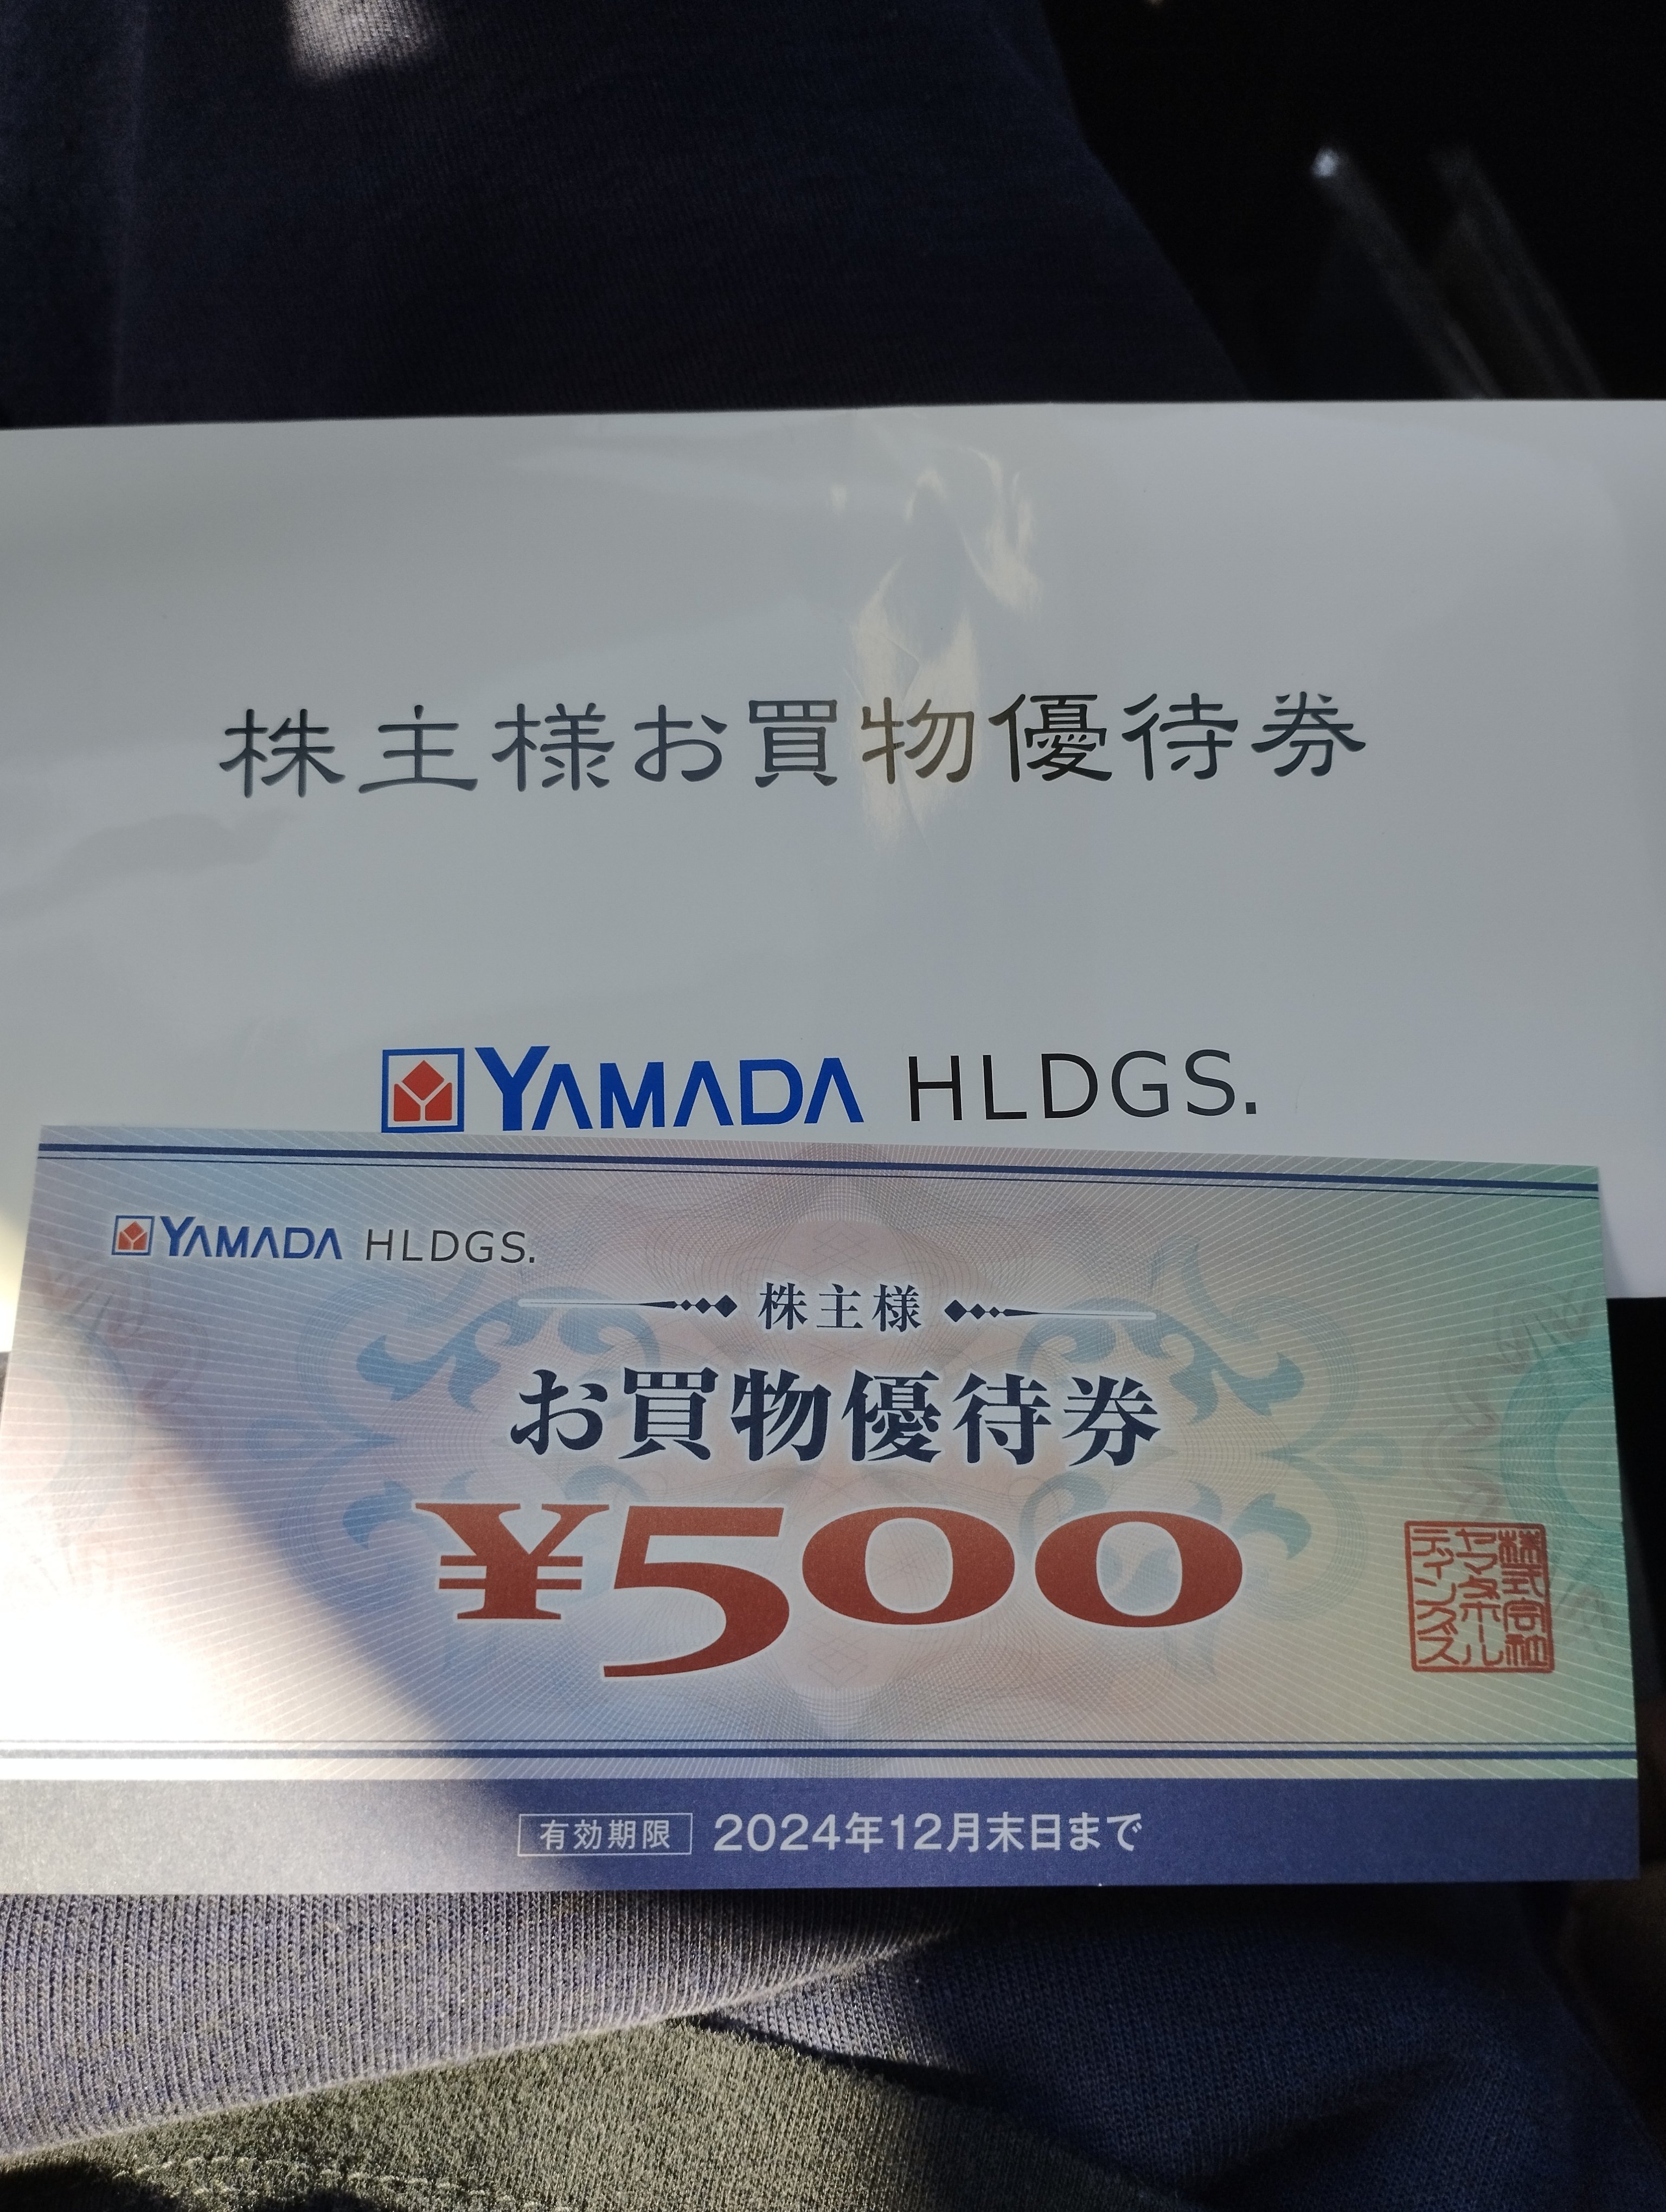 株主様お買物優待券
YAMADA HLDGS.
YAMADA HLDGS.
株主様
お買物優待券
¥500
株式会社
ヤマダホール
ディングス
有効期限 2024年12月末日まで